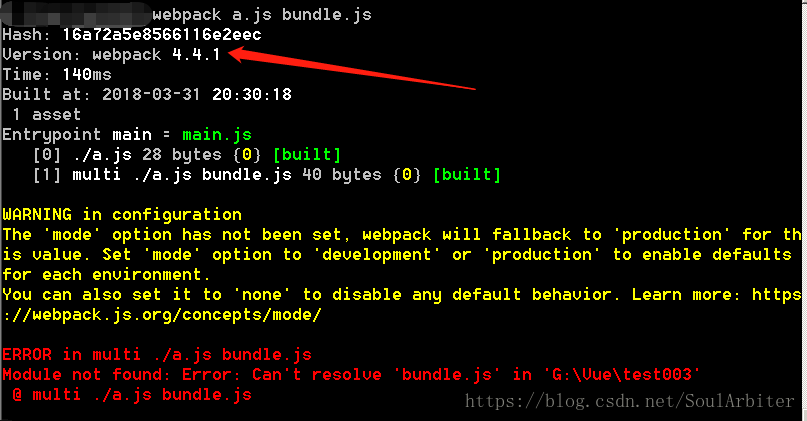 webpack a.js bundle.js
Hash: 16a72a5e8566116e2eec
Version: webpack 4.4.1
Time: 140ms
Built at: 2018-03-31 20:30:18
1 asset
Entrypoint main = main.js
[0] ./a.js 28 bytes {0} [built]
[1] multi ./a.js bundle.js 40 bytes {0} [built]
WARNING in configuration
The 'mode' option has not been set, webpack will fallback to 'production' for th
is value. Set 'mode' option to 'development' or 'production' to enable defaults
for each environment.
You can also set it to 'none' to disable any default behavior. Learn more: https
://webpack.js.org/concepts/mode/
ERROR in multi ./a.js bundle.js
Module not found: Error: Can't resolve 'bundle.js' in 'G:\Vue\test003'
@ multi ./a.js bundle.js
https://blog.csdn.net/SoulArbiter